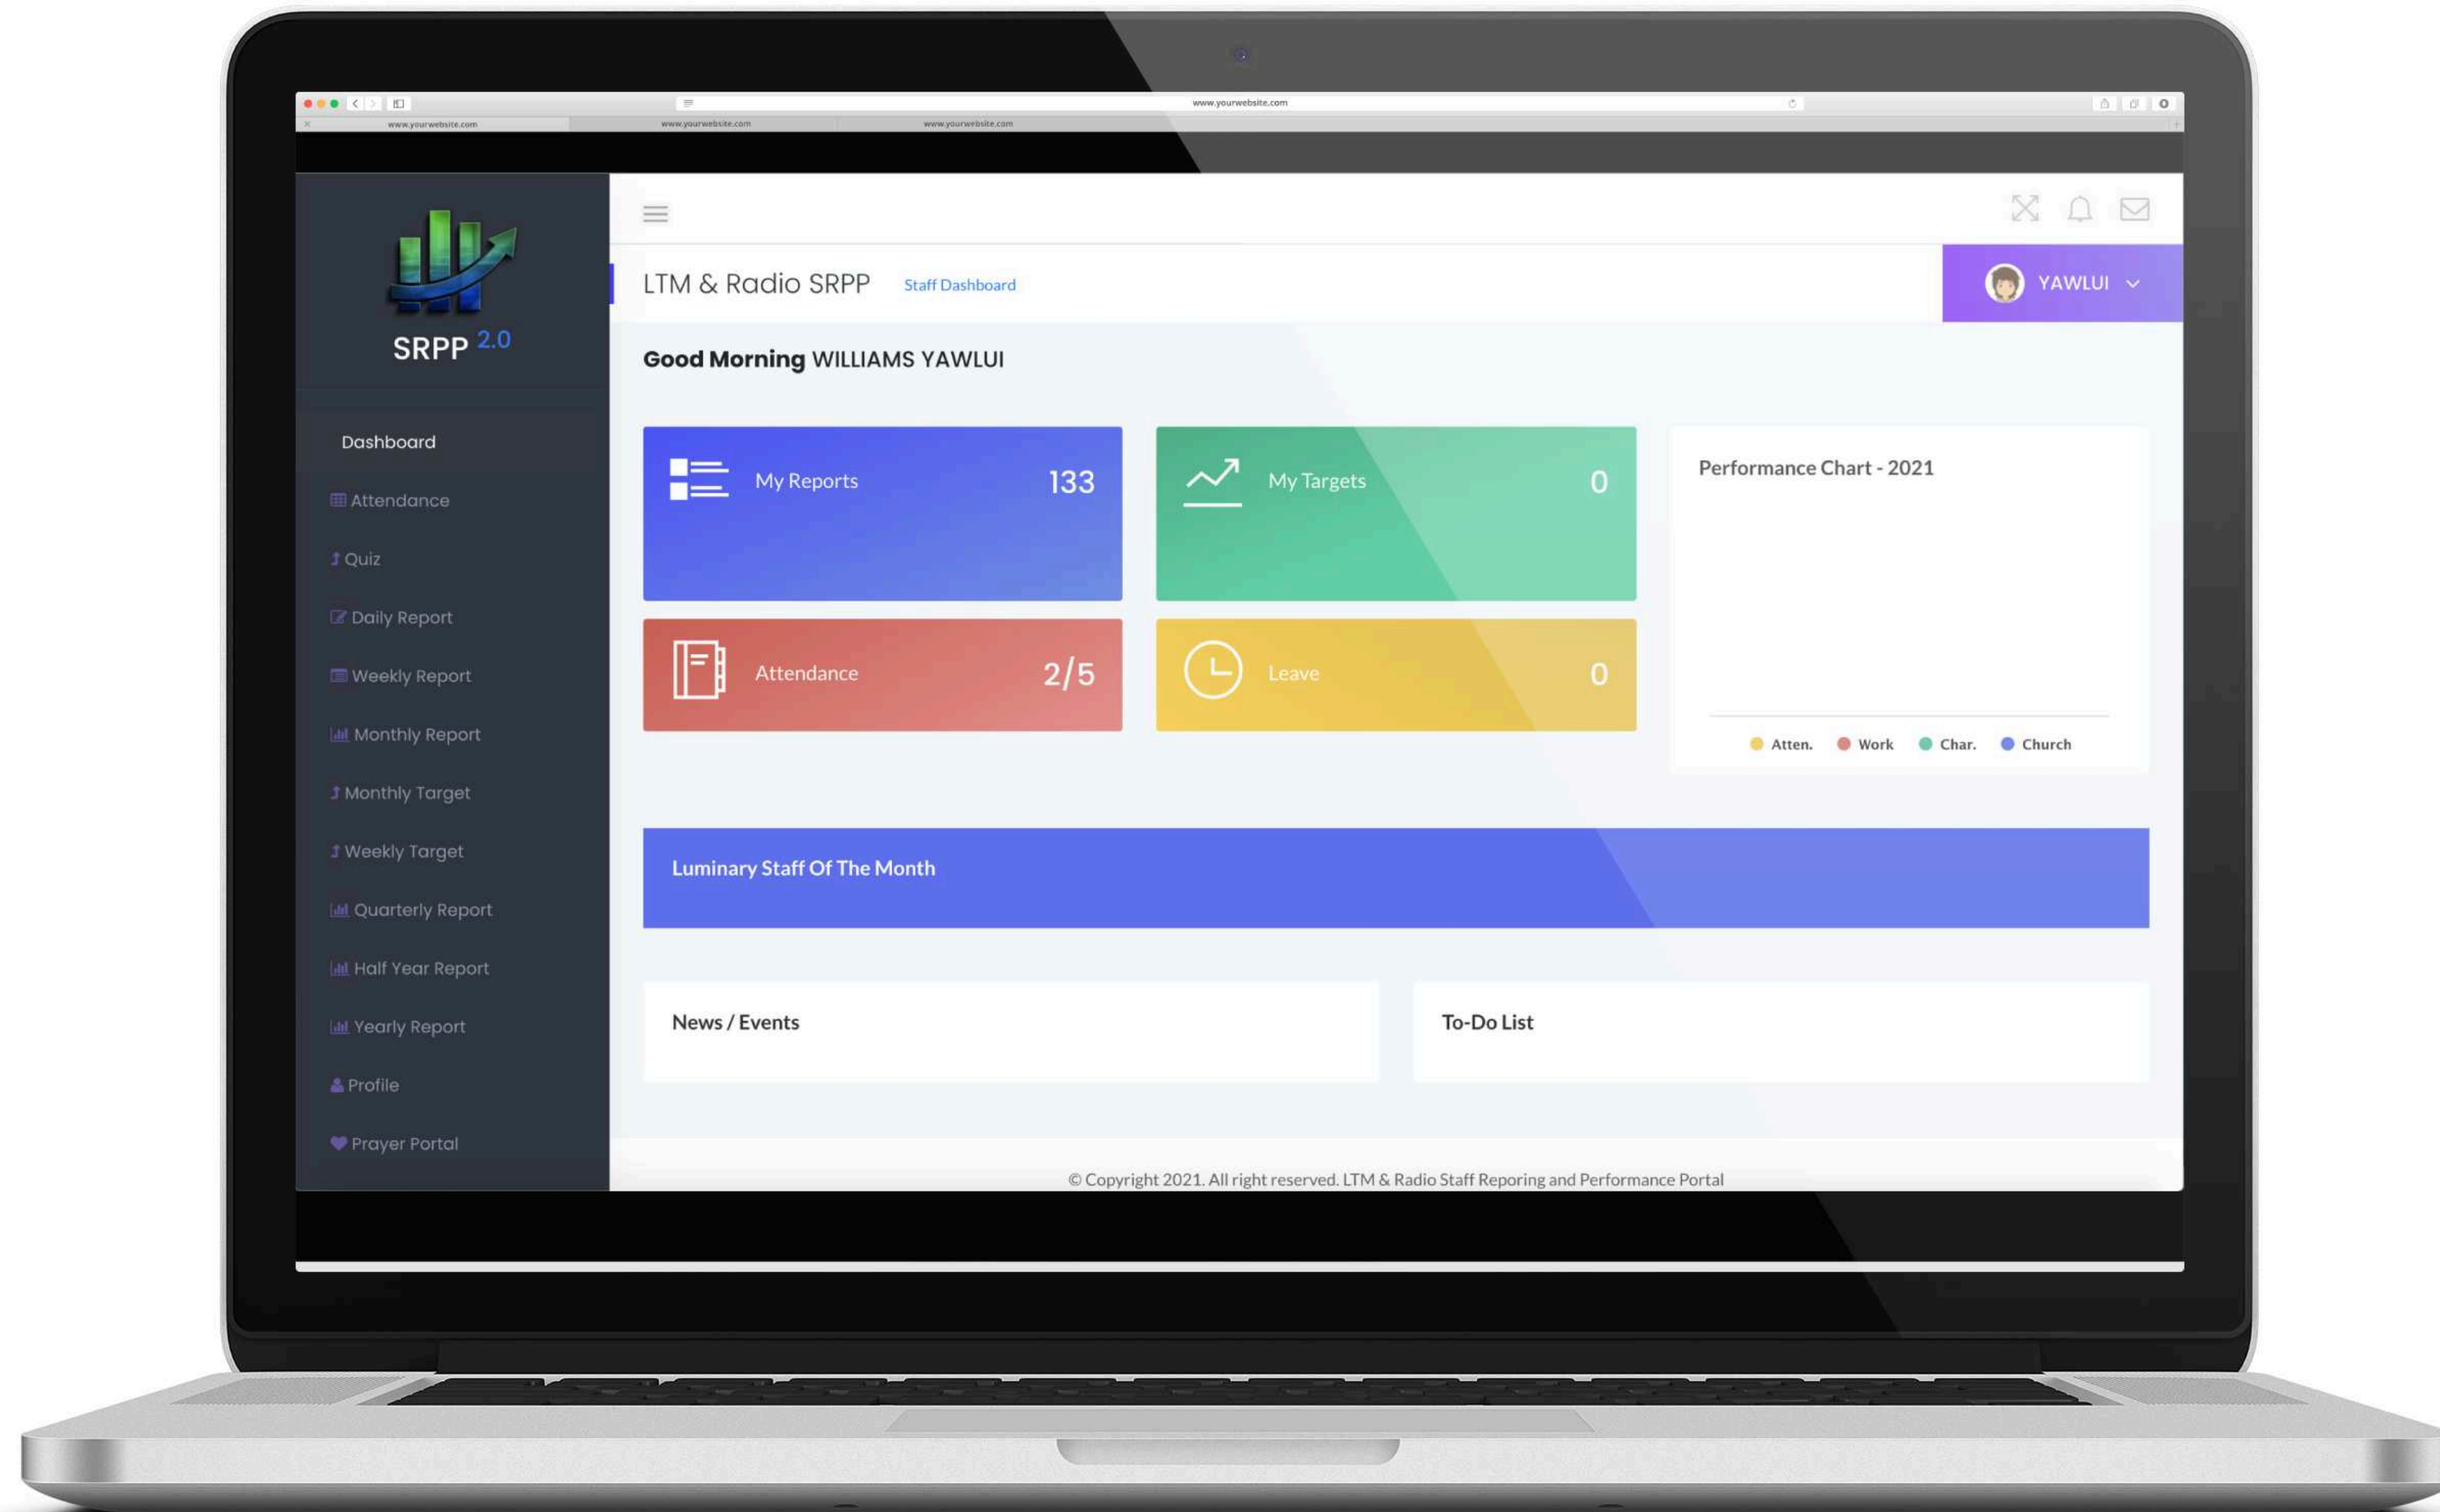 www.yourwebsite.com
www.yourwebsite.com
www.yourwebsite.com
www.yourwebsite.com
SRPP 2.0
Dashboard
Attendance
Quiz
Daily Report
Weekly Report
Monthly Report
Monthly Target
Weekly Target
Quarterly Report
Half Year Report
Yearly Report
Profile
Prayer Portal
LTM & Radio SRPP Staff Dashboard
YAWLUI
Good Morning WILLIAMS YAWLUI
My Reports 133
My Targets 0
Attendance 2/5
Leave 0
Performance Chart - 2021
Atten. Work Char. Church
Luminary Staff Of The Month
News / Events
To-Do List
© Copyright 2021. All right reserved. LTM & Radio Staff Reporing and Performance Portal